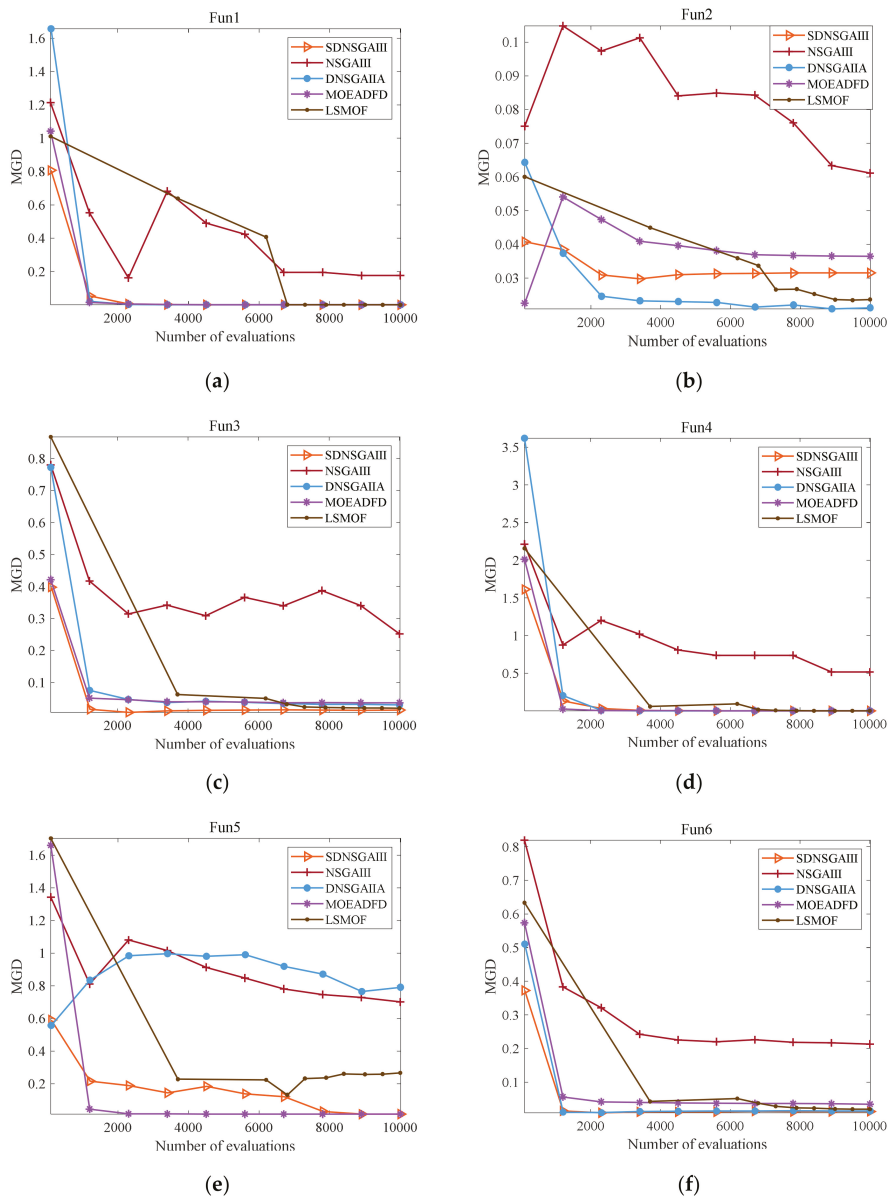 Fun1
1.6
1.4
1.2
1
0.8
0.6
0.4
0.2
MGD
SDNSGAIII
NSGAIII
DNSGAIIA
MOEADFD
LSMOF
2000 4000 6000 8000 10000
Number of evaluations
(a)
Fun2
0.1
0.09
0.08
0.07
0.06
0.05
0.04
0.03
MGD
SDNSGAIII
NSGAIII
DNSGAIIA
MOEADFD
LSMOF
2000 4000 6000 8000 10000
Number of evaluations
(b)
Fun3
0.8
0.7
0.6
0.5
0.4
0.3
0.2
0.1
MGD
SDNSGAIII
NSGAIII
DNSGAIIA
MOEADFD
LSMOF
2000 4000 6000 8000 10000
Number of evaluations
(c)
Fun4
3.5
3
2.5
2
1.5
1
0.5
MGD
SDNSGAIII
NSGAIII
DNSGAIIA
MOEADFD
LSMOF
2000 4000 6000 8000 10000
Number of evaluations
(d)
Fun5
1.6
1.4
1.2
1
0.8
0.6
0.4
0.2
MGD
SDNSGAIII
NSGAIII
DNSGAIIA
MOEADFD
LSMOF
2000 4000 6000 8000 10000
Number of evaluations
(e)
Fun6
0.8
0.7
0.6
0.5
0.4
0.3
0.2
0.1
MGD
SDNSGAIII
NSGAIII
DNSGAIIA
MOEADFD
LSMOF
2000 4000 6000 8000 10000
Number of evaluations
(f)